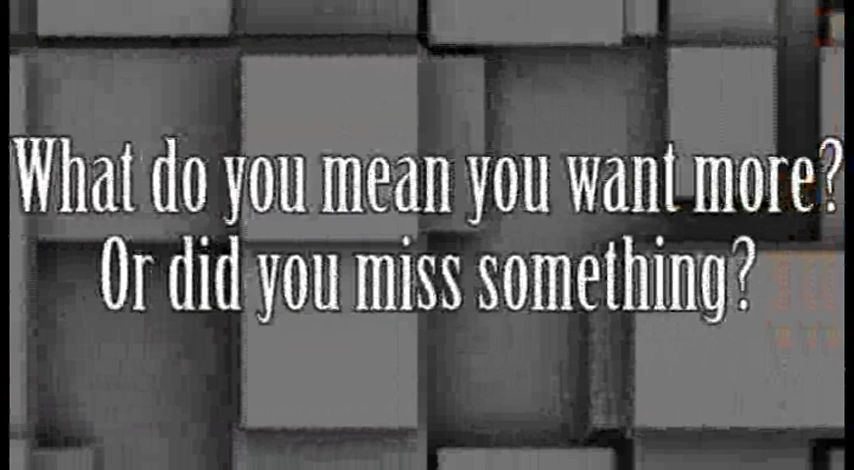 What do you mean you want more?
Or did you miss something?